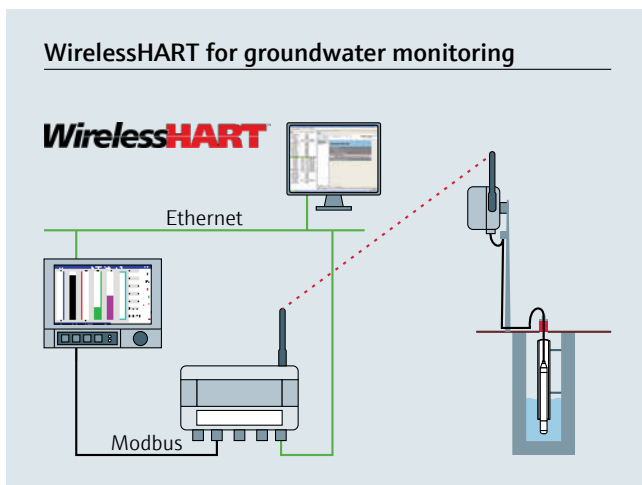 WirelessHART for groundwater monitoring
WirelessHART
Ethernet
Modbus